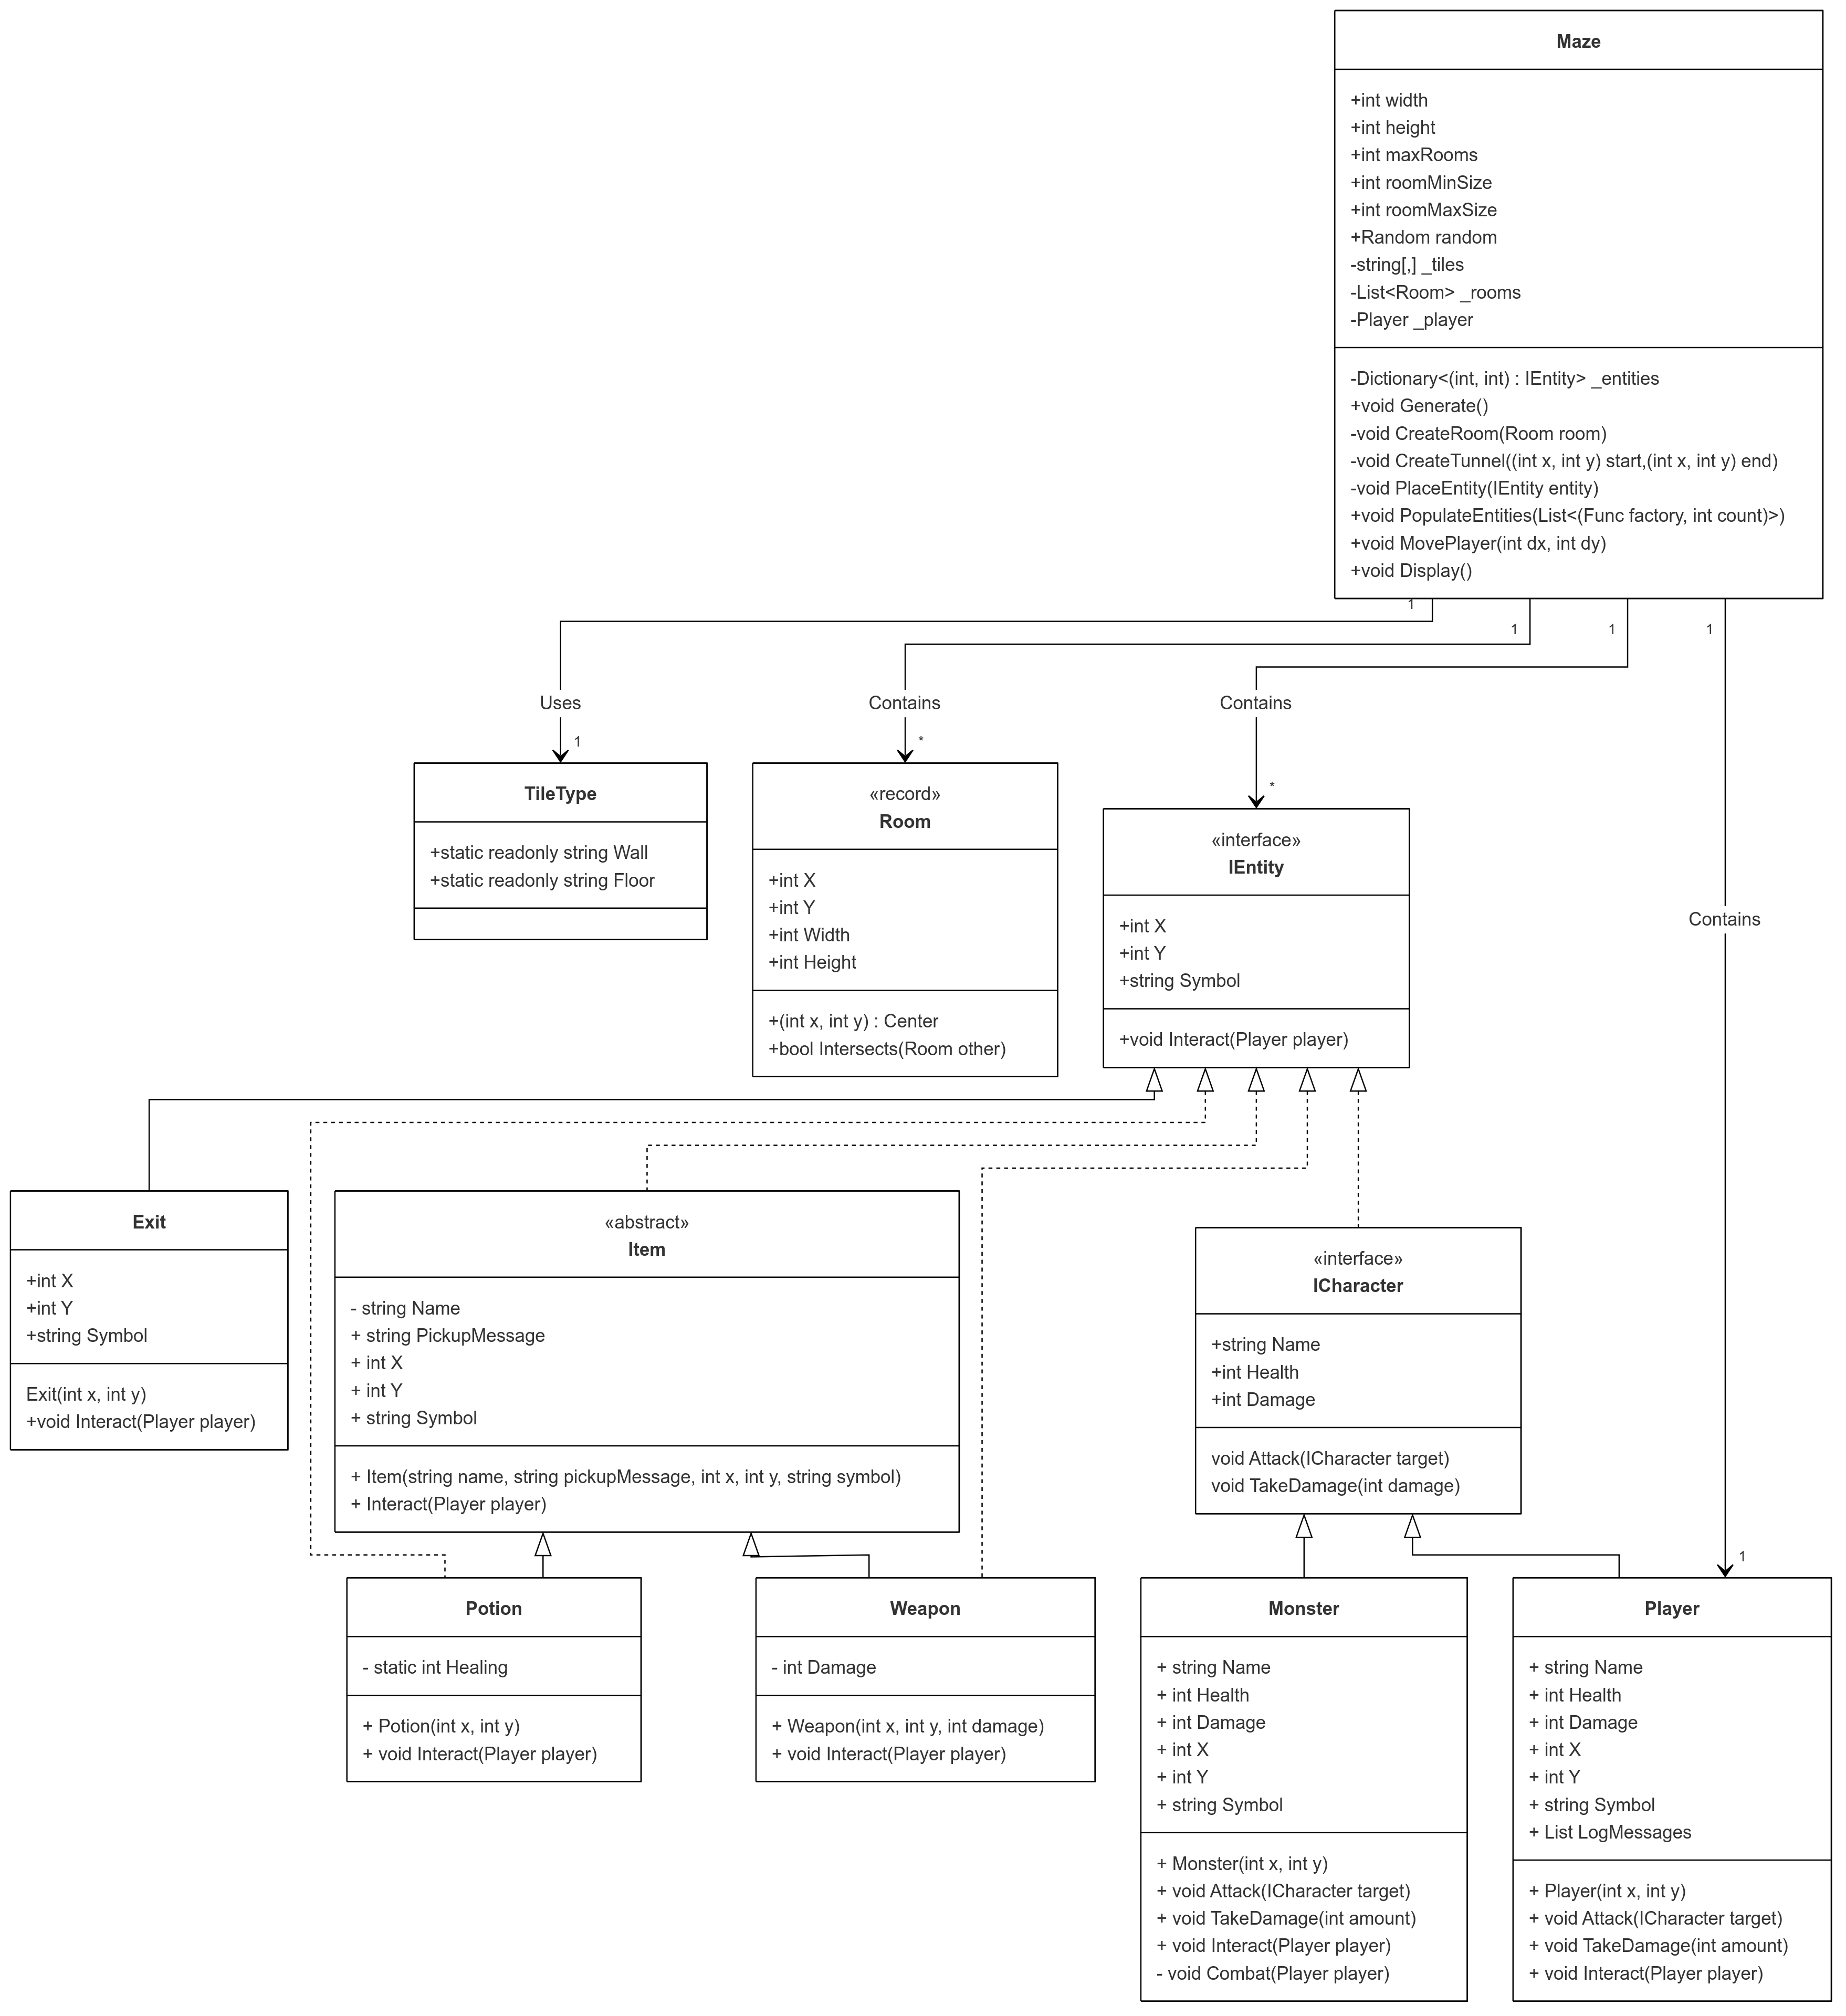 Maze
+int width
+int height
+int maxRooms
+int roomMinSize
+int roomMaxSize
+Random random
-string[,] _tiles
-List<Room> _rooms
-Player _player
-Dictionary<(int, int) : IEntity> _entities
+void Generate()
-void CreateRoom(Room room)
-void CreateTunnel((int x, int y) start,(int x, int y) end)
-void PlaceEntity(IEntity entity)
+void PopulateEntities(List<(Func factory, int count)>)
+void MovePlayer(int dx, int dy)
+void Display()
1
1
1
1
Uses
Contains
Contains
1
*
*
TileType
+static readonly string Wall
+static readonly string Floor
«record»
Room
+int X
+int Y
+int Width
+int Height
+(int x, int y) : Center
+bool Intersects(Room other)
«interface»
IEntity
+int X
+int Y
+string Symbol
+void Interact(Player player)
Contains
Exit
+int X
+int Y
+string Symbol
Exit(int x, int y)
+void Interact(Player player)
«abstract»
Item
- string Name
+ string PickupMessage
+ int X
+ int Y
+ string Symbol
+ Item(string name, string pickupMessage, int x, int y, string symbol)
+ Interact(Player player)
«interface»
ICharacter
+string Name
+int Health
+int Damage
void Attack(ICharacter target)
void TakeDamage(int damage)
1
Potion
- static int Healing
+ Potion(int x, int y)
+ void Interact(Player player)
Weapon
- int Damage
+ Weapon(int x, int y, int damage)
+ void Interact(Player player)
Monster
+ string Name
+ int Health
+ int Damage
+ int X
+ int Y
+ string Symbol
+ Monster(int x, int y)
+ void Attack(ICharacter target)
+ void TakeDamage(int amount)
+ void Interact(Player player)
- void Combat(Player player)
Player
+ string Name
+ int Health
+ int Damage
+ int X
+ int Y
+ string Symbol
+ List LogMessages
+ Player(int x, int y)
+ void Attack(ICharacter target)
+ void TakeDamage(int amount)
+ void Interact(Player player)